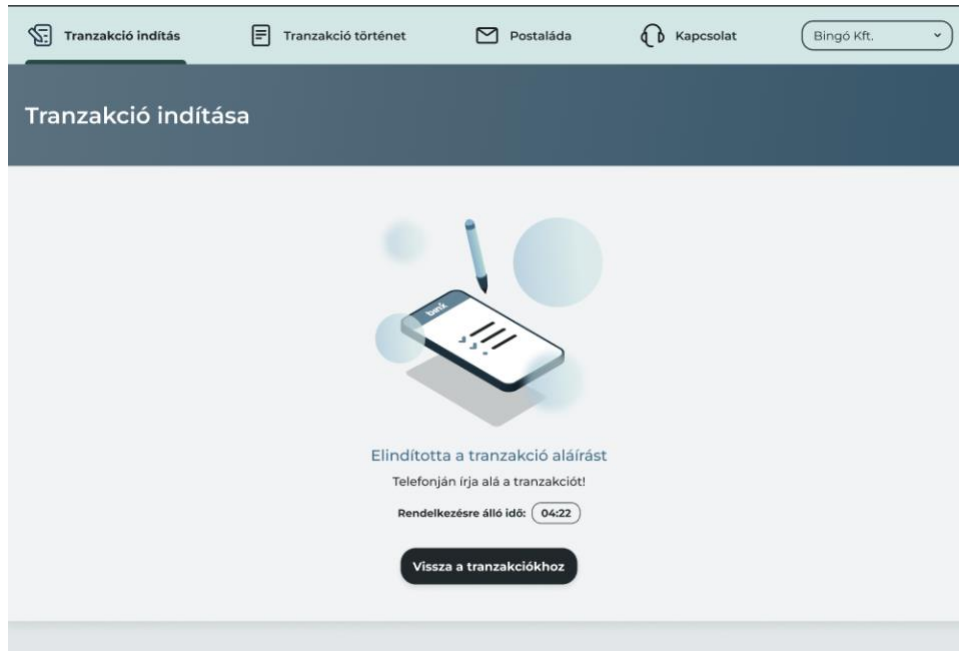 Tranzakció indítás
Tranzakció történet
Postaláda
Kapcsolat
Bingó Kft.
Tranzakció indítása
bank
Elindította a tranzakció aláírást
Telefonján írja alá a tranzakciót!
Rendelkezésre álló idő: 04:22
Vissza a tranzakciókhoz